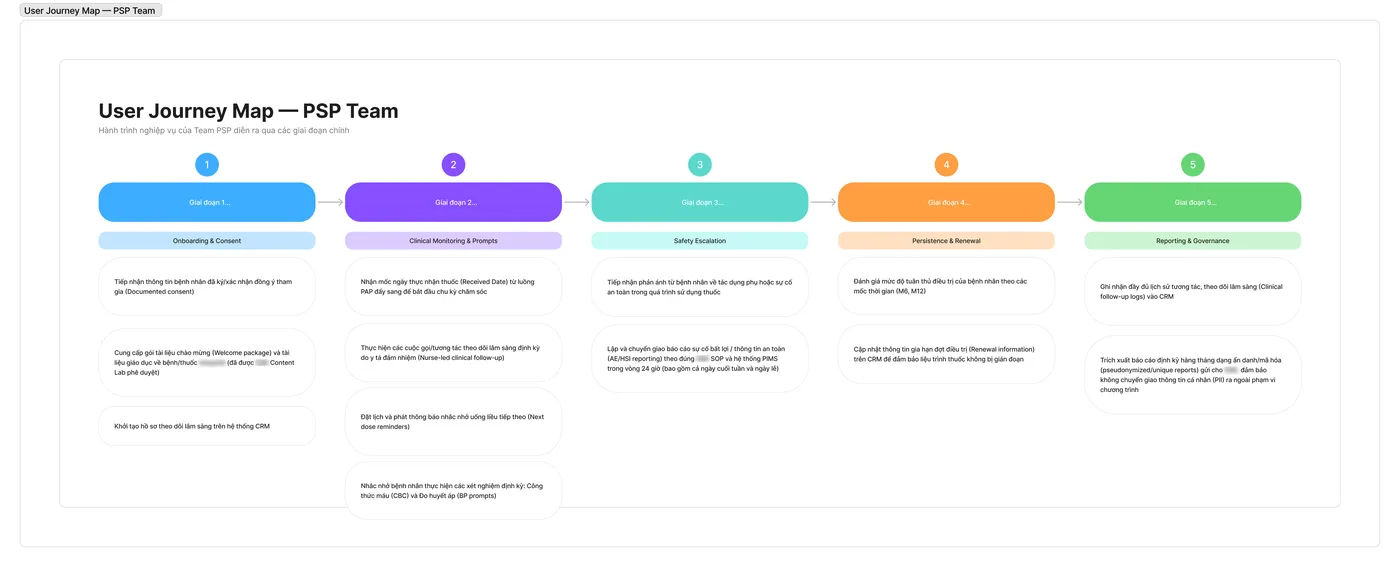 User Journey Map — PSP Team
User Journey Map — PSP Team
Hành trình nghiệp vụ của Team PSP diễn ra qua các giai đoạn chính
1
2
3
4
5
Giai đoạn 1...
Giai đoạn 2...
Giai đoạn 3...
Giai đoạn 4...
Giai đoạn 5...
Onboarding & Consent
Clinical Monitoring & Prompts
Safety Escalation
Persistence & Renewal
Reporting & Governance
Tiếp nhận thông tin bệnh nhân đã ký/xác nhận đồng ý tham
gia (Documented consent)
Cung cấp gói tài liệu chào mừng (Welcome package) và tài
liệu giáo dục về bệnh/thuốc (đã được Content
Lab phê duyệt)
Khởi tạo hồ sơ theo dõi lâm sàng trên hệ thống CRM
Nhận mốc ngày thực nhận thuốc (Received Date) từ luồng
PAP đẩy sang để bắt đầu chu kỳ chăm sóc
Thực hiện các cuộc gọi/tương tác theo dõi lâm sàng định kỳ
do y tá đảm nhiệm (Nurse-led clinical follow-up)
Đặt lịch và phát thông báo nhắc nhở uống liều tiếp theo (Next
dose reminders)
Nhắc nhở bệnh nhân thực hiện các xét nghiệm định kỳ: Công
thức máu (CBC) và Đo huyết áp (BP prompts)
Tiếp nhận phản ánh từ bệnh nhân về tác dụng phụ hoặc sự cố
an toàn trong quá trình sử dụng thuốc
Lập và chuyển giao báo cáo sự cố bất lợi / thông tin an toàn
(AE/HSI reporting) theo đúng SOP và hệ thống PIMS
trong vòng 24 giờ (bao gồm cả ngày cuối tuần và ngày lễ)
Đánh giá mức độ tuân thủ điều trị của bệnh nhân theo các
mốc thời gian (M6, M12)
Cập nhật thông tin gia hạn đợt điều trị (Renewal information)
trên CRM để đảm bảo liệu trình thuốc không bị gián đoạn
Ghi nhận đầy đủ lịch sử tương tác, theo dõi lâm sàng (Clinical
follow-up logs) vào CRM
Trích xuất báo cáo định kỳ hàng tháng dạng ẩn danh/mã hóa
(pseudonymized/unique reports) gửi cho đảm bảo
không chuyển giao thông tin cá nhân (PII) ra ngoài phạm vi
chương trình